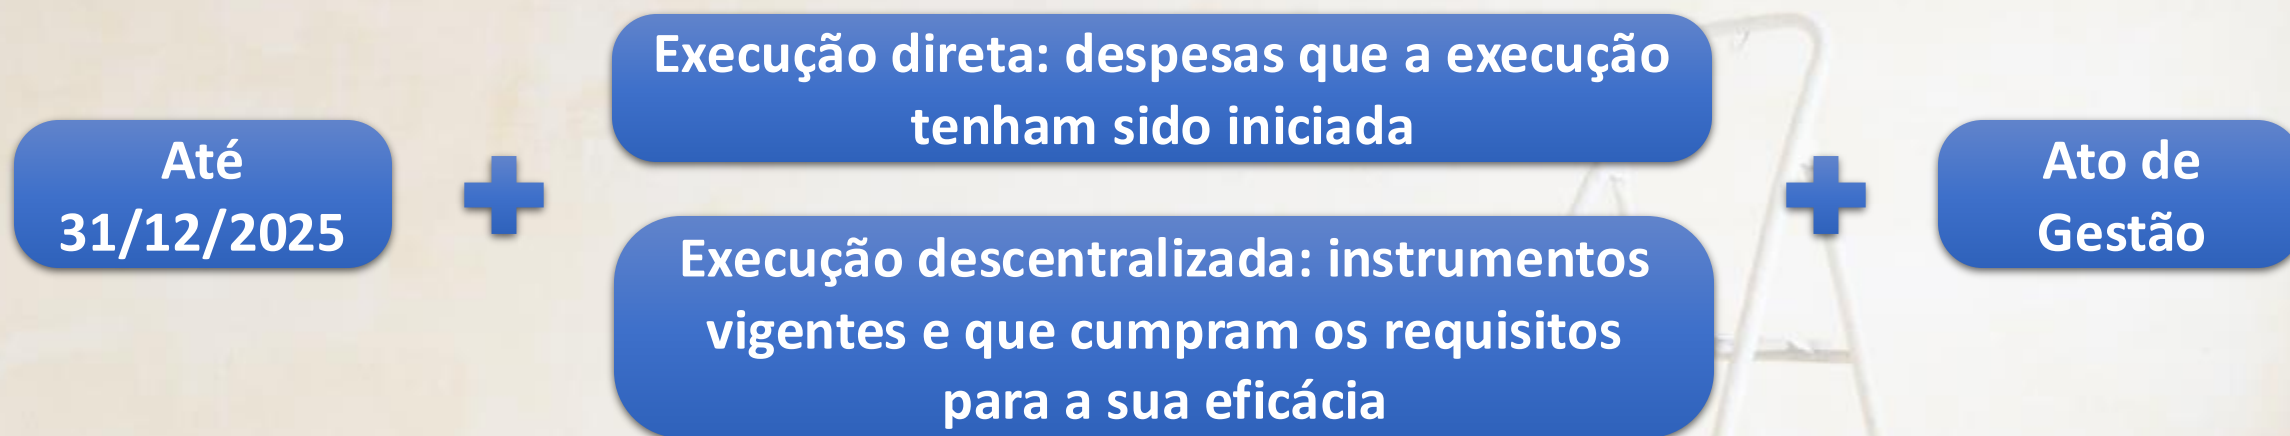 Até
31/12/2025
Execução direta: despesas que a execução
tenham sido iniciada
Execução descentralizada: instrumentos
vigentes e que cumpram os requisitos
para a sua eficácia
Ato de
Gestão